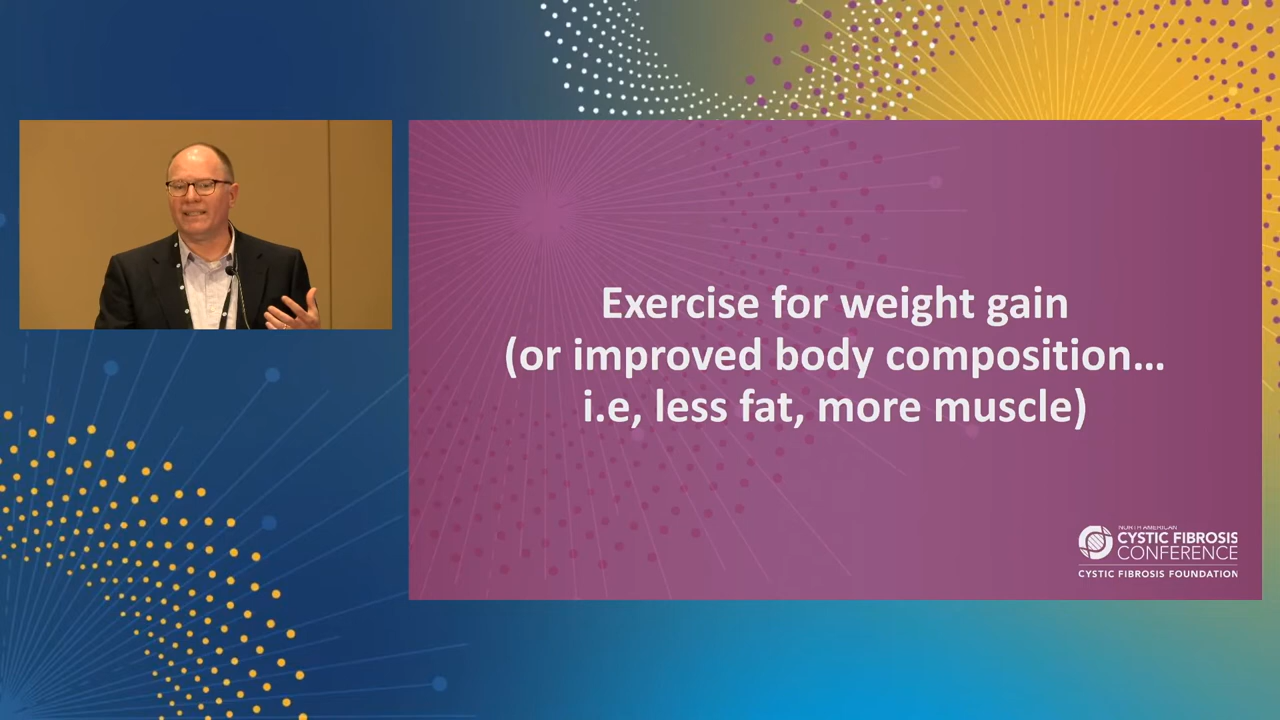 Exercise for weight gain
(or improved body composition…
i.e, less fat, more muscle)
NORTH AMERICAN
CYSTIC FIBROSIS
CONFERENCE
CYSTIC FIBROSIS FOUNDATION